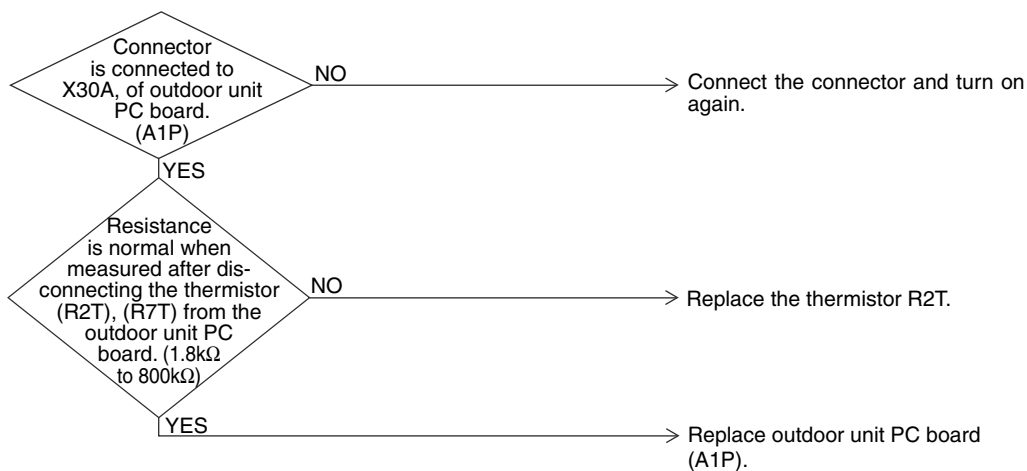 Connector
is connected to
X30A, of outdoor unit
PC board.
(A1P)
NO
Connect the connector and turn on
again.
YES
Resistance
is normal when
measured after dis-
connecting the thermistor
(R2T), (R7T) from the
outdoor unit PC
board. (1.8kΩ
to 800kΩ)
NO
Replace the thermistor R2T.
YES
Replace outdoor unit PC board
(A1P).